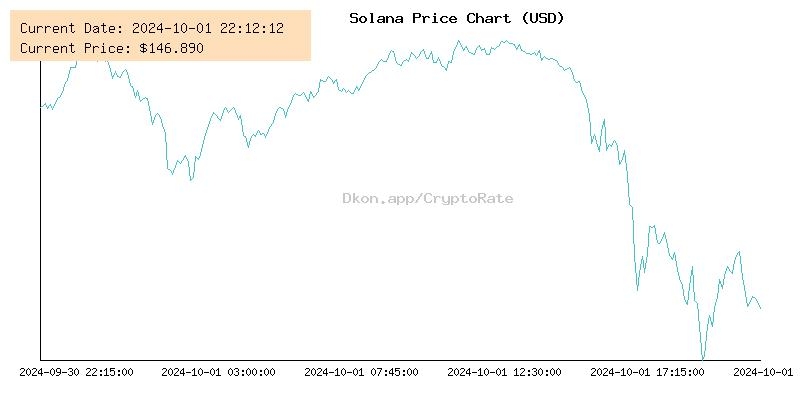 Solana Price Chart (USD)
Current Date: 2024-10-01 22:12:12
Current Price: $146.890
Dkon.app/CryptoRate
2024-09-30 22:15:00 2024-10-01 03:00:00 2024-10-01 07:45:00 2024-10-01 12:30:00 2024-10-01 17:15:00 2024-10-01